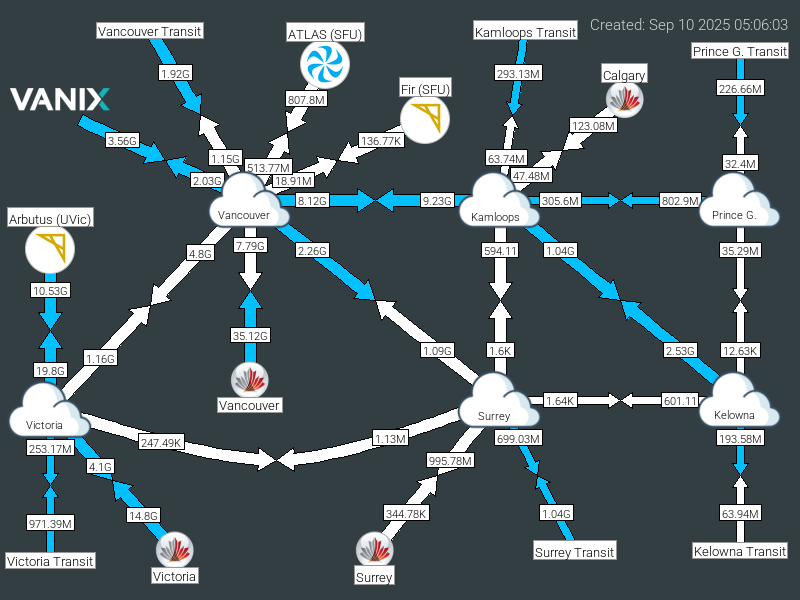 Created: Sep 10 2025 05:06:03
Vancouver Transit
ATLAS (SFU)
Kamloops Transit
Prince G. Transit
1.92G
293.13M
Calgary
VANIX
807.8M
Fir (SFU)
226.66M
123.08M
3.56G
136.77K
1.15G
513.77M
63.74M
32.4M
2.03G
18.91M
47.48M
8.12G
9.23G
305.6M
802.9M
Vancouver
Kamloops
Prince G.
Arbutus (UVic)
4.8G
7.79G
2.26G
594.11
1.04G
35.29M
10.53G
35.12G
1.16G
1.09G
1.6K
2.53G
12.63K
19.8G
Vancouver
1.64K
601.11
Victoria
Surrey
Kelowna
253.17M
247.49K
1.13M
699.03M
193.58M
4.1G
995.78M
971.39M
14.8G
344.78K
1.04G
63.94M
Victoria Transit
Victoria
Surrey
Surrey Transit
Kelowna Transit